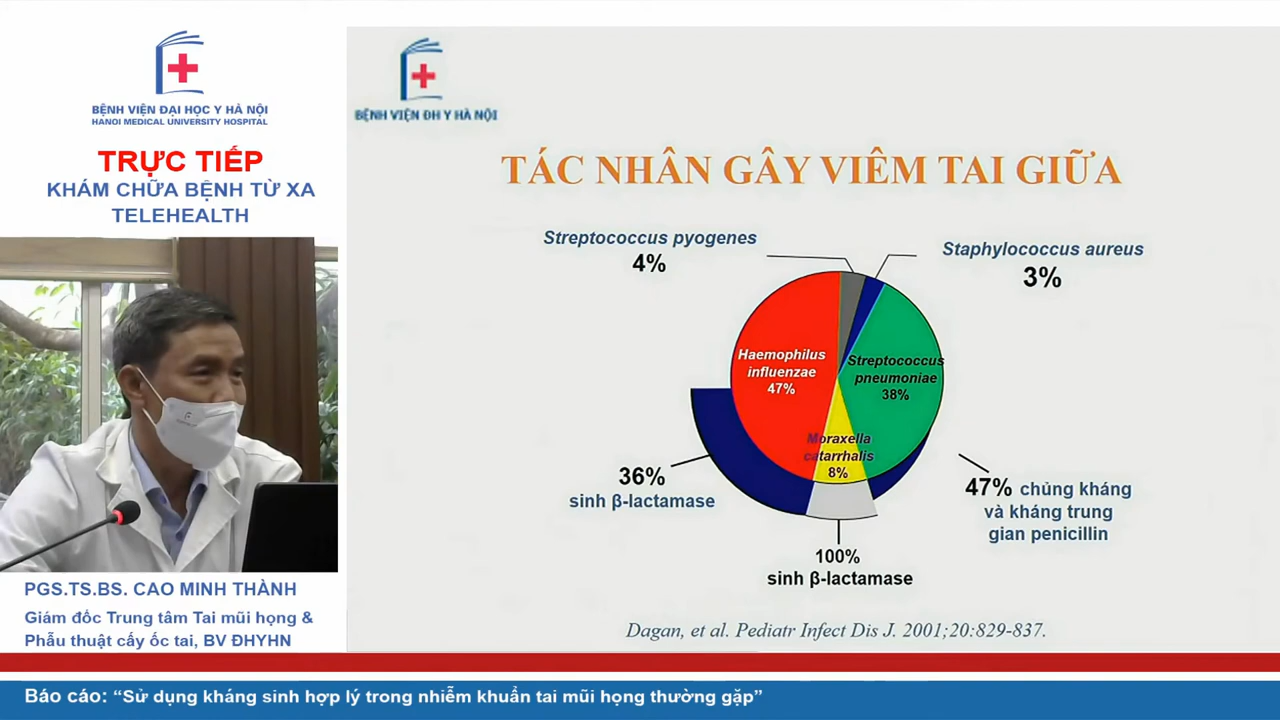 BỆNH VIỆN ĐẠI HỌC Y HÀ NỘI
HANOI MEDICAL UNIVERSITY HOSPITAL
TRỰC TIẾP
KHÁM CHỮA BỆNH TỪ XA
TELEHEALTH
PGS.TS.BS. CAO MINH THÀNH
Giám đốc Trung tâm Tai mũi họng &
Phẫu thuật cấy ốc tai, BV ĐHYHN
BỆNH VIỆN ĐH Y HÀ NỘI
TÁC NHÂN GÂY VIÊM TAI GIỮA
Streptococcus pyogenes
4%
Staphylococcus aureus
3%
Haemophilus
influenzae
47%
Streptococcus
pneumoniae
38%
Moraxella
catarrhalis
8%
36%
sinh β-lactamase
47% chủng kháng
và kháng trung
gian penicillin
100%
sinh β-lactamase
Dagan, et al. Pediatr Infect Dis J. 2001;20:829-837.
Báo cáo: “Sử dụng kháng sinh hợp lý trong nhiễm khuẩn tai mũi họng thường gặp”